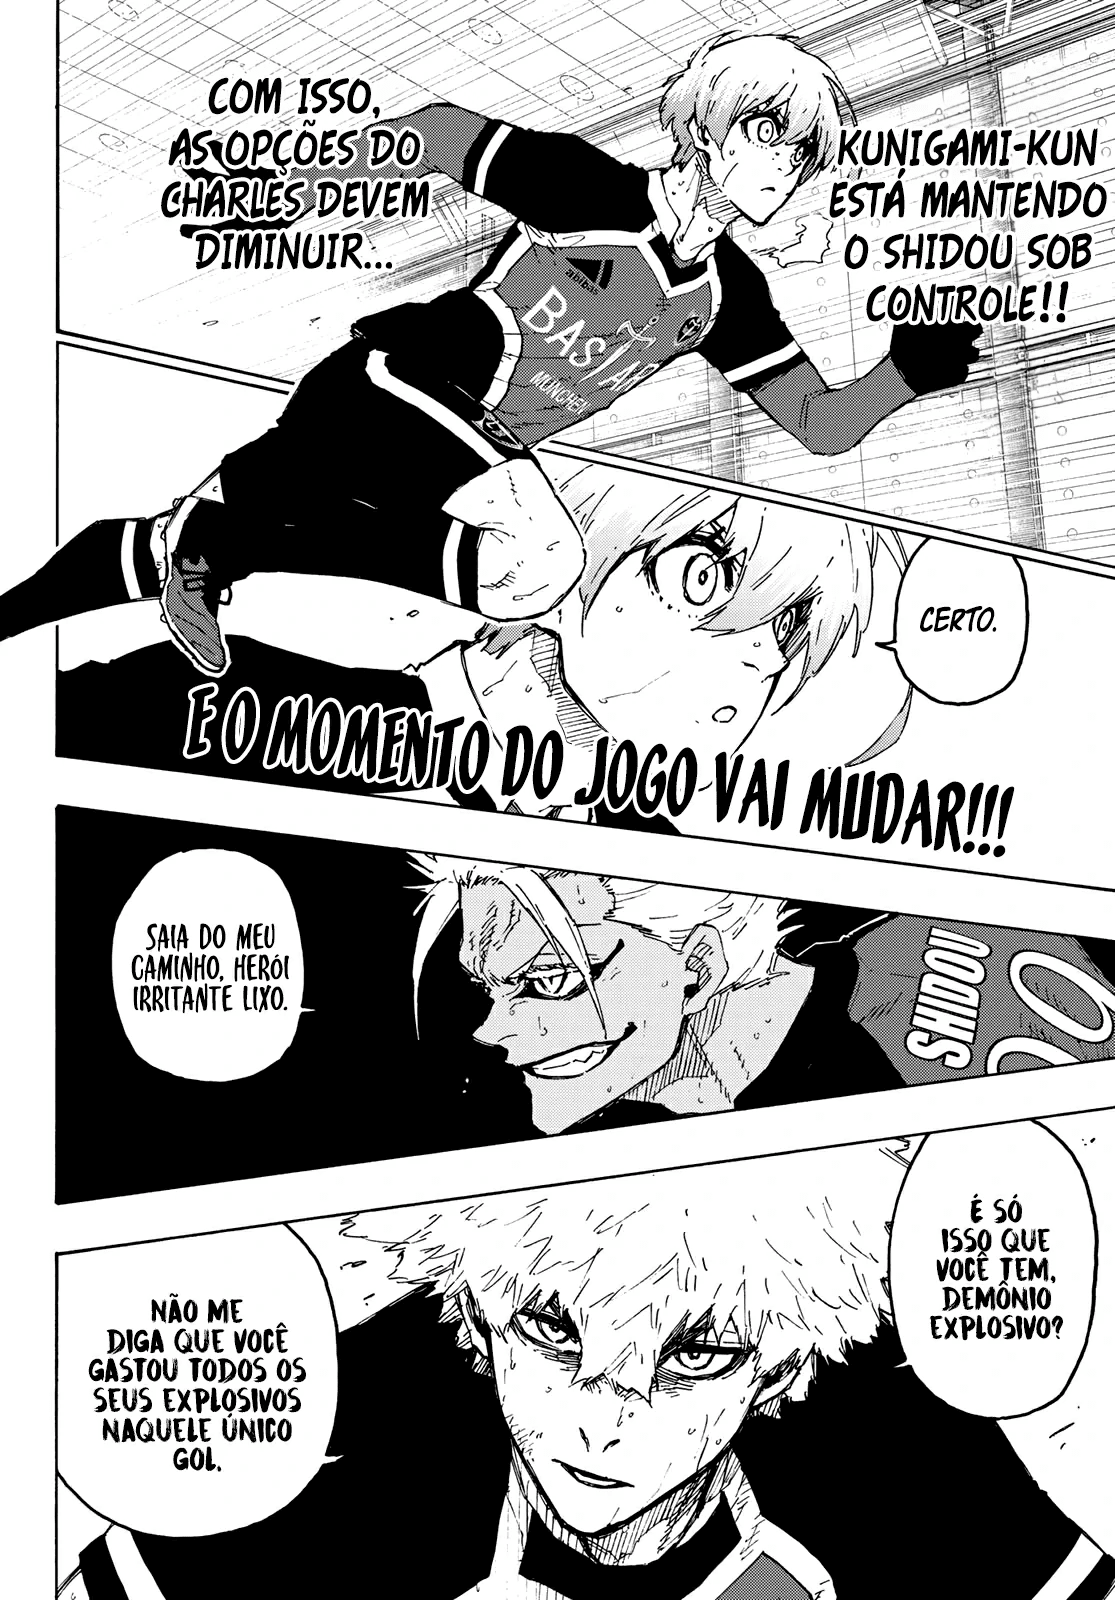 KUNIGAMI-KUN
ESTÁ MANTENDO
O SHIDOU SOB
CONTROLE!!
COM ISSO,
AS OPÇÕES DO
CHARLES DEVEM
DIMINUIR...
abibas
BASTAR
MÜNCHEN
CERTO.
E O MOMENTO DO JOGO VAI MUDAR!!!
SAIA DO MEU
CAMINHO, HERÓI
IRRITANTE LIXO.
SHIDOU
É SÓ
ISSO QUE
VOCÊ TEM,
DEMÔNIO
EXPLOSIVO?
NÃO ME
DIGA QUE VOCÊ
GASTOU TODOS OS
SEUS EXPLOSIVOS
NAQUELE ÚNICO
GOL.